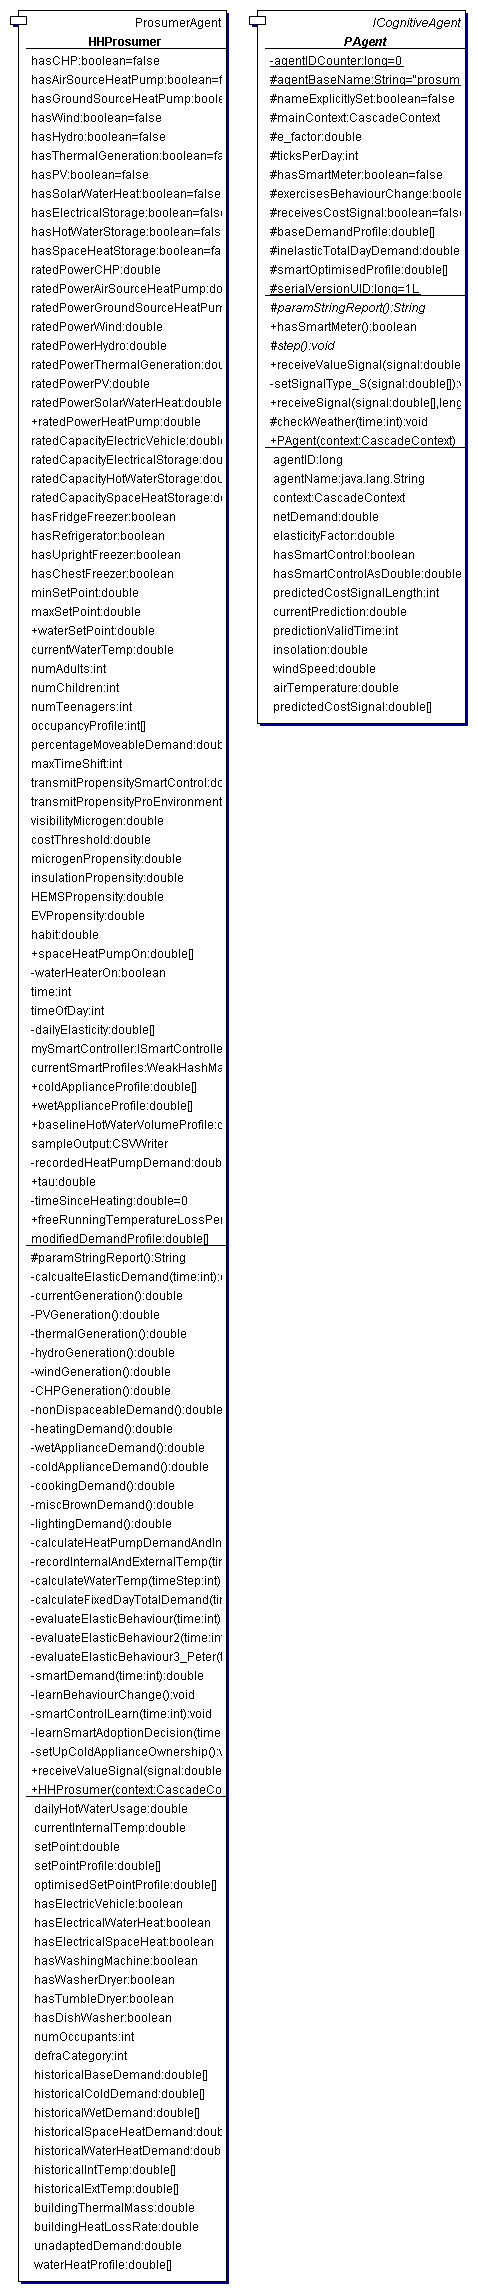 ProsumerAgent
HHProsumer
hasCHP:boolean=false
hasAirSourceHeatPump:boolean=f
hasGroundSourceHeatPump:boole
hasWind:boolean=false
hasHydro:boolean=false
hasThermalGeneration:boolean=fa
hasPV:boolean=false
hasSolarWaterHeat:boolean=false
hasElectricalStorage:boolean=false
hasHotWaterStorage:boolean=fals
hasSpaceHeatStorage:boolean=fa
ratedPowerCHP:double
ratedPowerAirSourceHeatPump:do
ratedPowerGroundSourceHeatPum
ratedPowerWind:double
ratedPowerHydro:double
ratedPowerThermalGeneration:dou
ratedPowerPV:double
ratedPowerSolarWaterHeat:double
+ratedPowerHeatPump:double
ratedCapacityElectricVehicle:double
ratedCapacityElectricalStorage:dou
ratedCapacityHotWaterStorage:dou
ratedCapacitySpaceHeatStorage:do
hasFridgeFreezer:boolean
hasRefrigerator:boolean
hasUprightFreezer:boolean
hasChestFreezer:boolean
minSetPoint:double
maxSetPoint:double
+waterSetPoint:double
currentWaterTemp:double
numAdults:int
numChildren:int
numTeenagers:int
occupancyProfile:int[]
percentageMoveableDemand:doub
maxTimeShift:int
transmitPropensitySmartControl:do
transmitPropensityProEnvironment
visibilityMicrogen:double
costThreshold:double
microgenPropensity:double
insulationPropensity:double
HEMSPropensity:double
EVPropensity:double
habit:double
+spaceHeatPumpOn:double[]
-waterHeaterOn:boolean
time:int
timeOfDay:int
-dailyElasticity:double[]
mySmartController:ISmartControlle
currentSmartProfiles:WeakHashMa
+coldApplianceProfile:double[]
+wetApplianceProfile:double[]
+baselineHotWaterVolumeProfile:d
sampleOutput:CSVWriter
-recordedHeatPumpDemand:doub
+tau:double
-timeSinceHeating:double=0
+freeRunningTemperatureLossPer
modifiedDemandProfile:double[]
#paramStringReport():String
-calcualteElasticDemand(time:int):d
-currentGeneration():double
-PVGeneration():double
-thermalGeneration():double
-hydroGeneration():double
-windGeneration():double
-CHPGeneration():double
-nonDispaceableDemand():double
-heatingDemand():double
-wetApplianceDemand():double
-coldApplianceDemand():double
-cookingDemand():double
-miscBrownDemand():double
-lightingDemand():double
-calculateHeatPumpDemandAndIn
-recordInternalAndExternalTemp(tim
-calculateWaterTemp(timeStep:int)
-calculateFixedDayTotalDemand(tim
-evaluateElasticBehaviour(time:int)
-evaluateElasticBehaviour2(time:int
-evaluateElasticBehaviour3_Peter(t
-smartDemand(time:int):double
-learnBehaviourChange():void
-smartControlLearn(time:int):void
-learnSmartAdoptionDecision(time
-setUpColdApplianceOwnership():v
+receiveValueSignal(signal:double
+HHProsumer(context:CascadeCo
dailyHotWaterUsage:double
currentInternalTemp:double
setPoint:double
setPointProfile:double[]
optimisedSetPointProfile:double[]
hasElectricVehicle:boolean
hasElectricalWaterHeat:boolean
hasElectricalSpaceHeat:boolean
hasWashingMachine:boolean
hasWasherDryer:boolean
hasTumbleDryer:boolean
hasDishWasher:boolean
numOccupants:int
defraCategory:int
historicalBaseDemand:double[]
historicalColdDemand:double[]
historicalWetDemand:double[]
historicalSpaceHeatDemand:doub
historicalWaterHeatDemand:doub
historicalIntTemp:double[]
historicalExtTemp:double[]
buildingThermalMass:double
buildingHeatLossRate:double
unadaptedDemand:double
waterHeatProfile:double[]
ICognitiveAgent
PAgent
-agentIDCounter:long=0
#agentBaseName:String="prosum
#nameExplicitlySet:boolean=false
#mainContext:CascadeContext
#e_factor:double
#ticksPerDay:int
#hasSmartMeter:boolean=false
#exercisesBehaviourChange:boole
#receivesCostSignal:boolean=false
#baseDemandProfile:double[]
#inelasticTotalDayDemand:double
#smartOptimisedProfile:double[]
#serialVersionUID:long=1L
#paramStringReport():String
+hasSmartMeter():boolean
#step():void
+receiveValueSignal(signal:double
-setSignalType_S(signal:double[]):v
+receiveSignal(signal:double[],leng
#checkWeather(time:int):void
+PAgent(context:CascadeContext)
agentID:long
agentName:java.lang.String
context:CascadeContext
netDemand:double
elasticityFactor:double
hasSmartControl:boolean
hasSmartControlAsDouble:double
predictedCostSignalLength:int
currentPrediction:double
predictionValidTime:int
insolation:double
windSpeed:double
airTemperature:double
predictedCostSignal:double[]